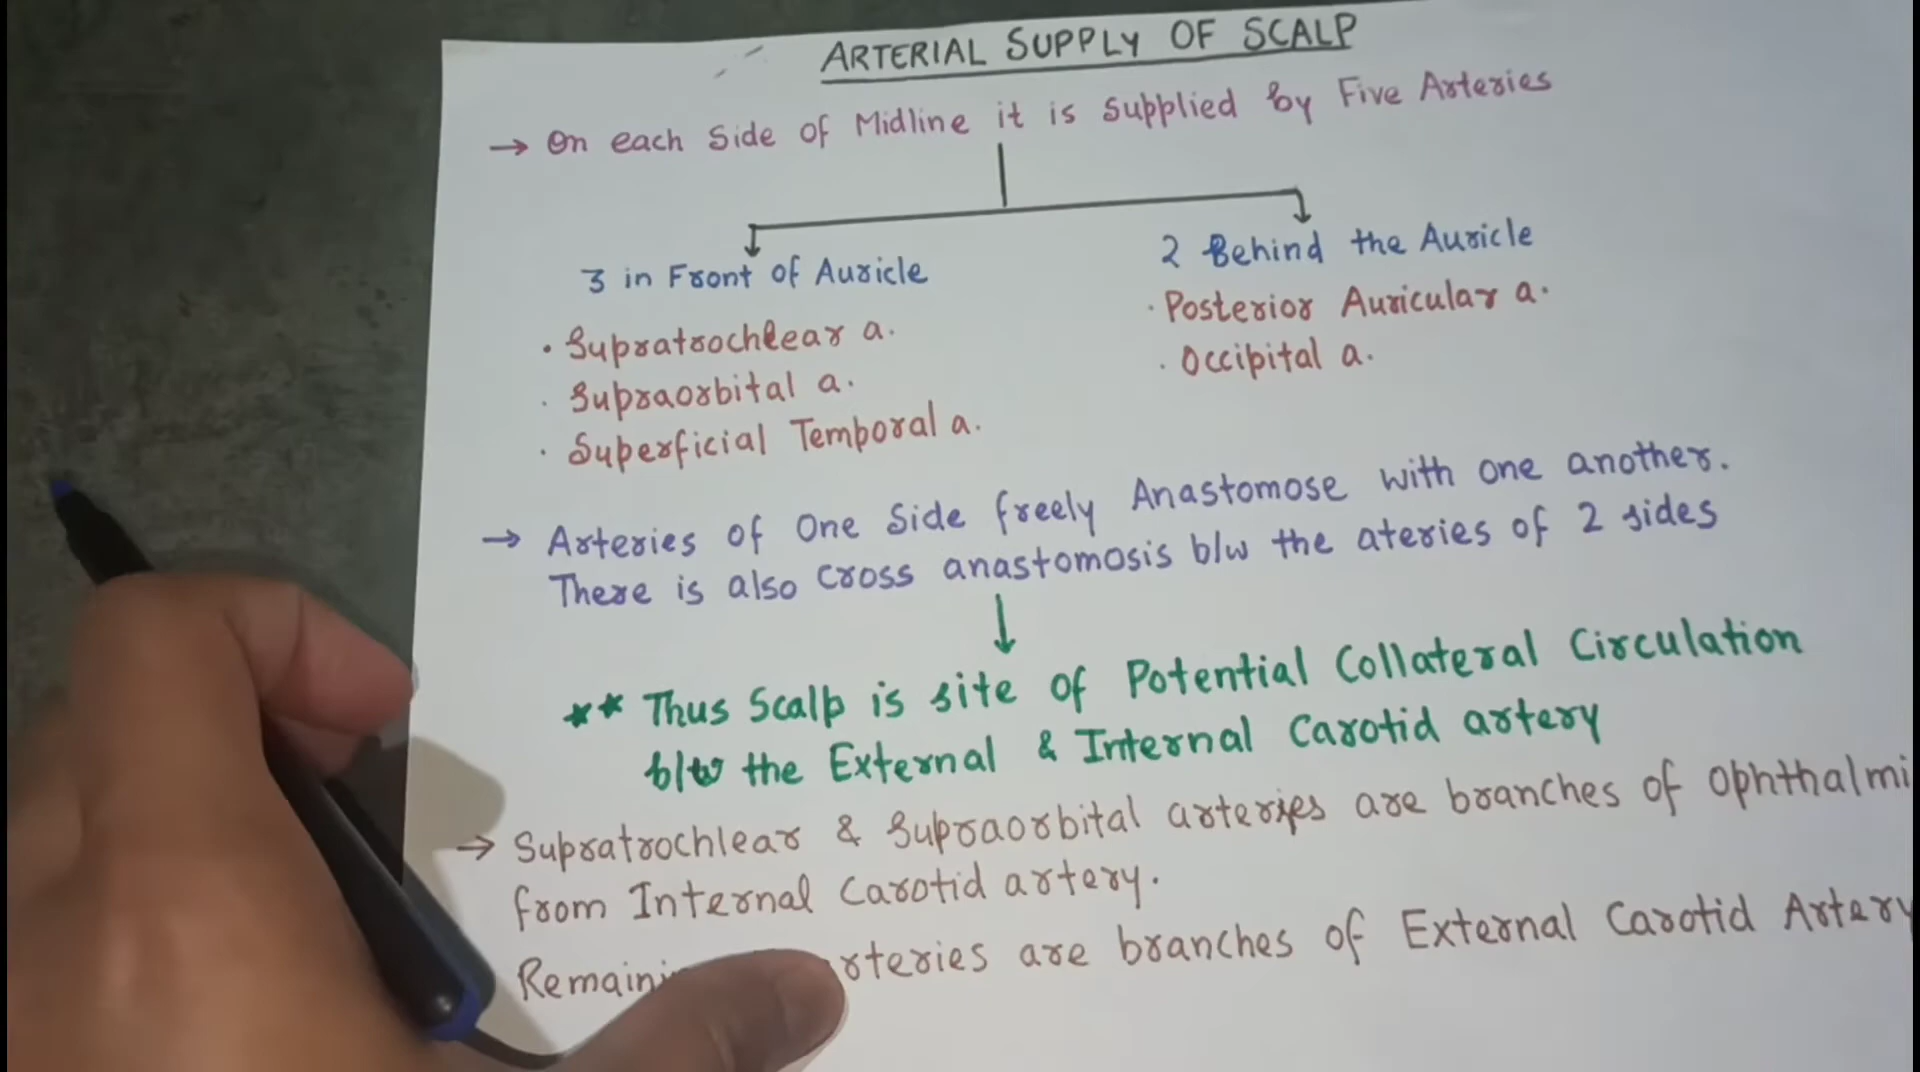 ARTERIAL SUPPLY OF SCALP
→ On each Side of Midline it is Supplied by Five Arteries
3 in Front of Auricle
• Supratrochlear a.
· Supraorbital a.
· Superficial Temporal a.
2 Behind the Auricle
· Posterior Auricular a.
· Occipital a.
→ Arteries of One Side freely Anastomose with one another.
There is also cross anastomosis b/w the ateries of 2 sides
** Thus Scalp is site of Potential Collateral Circulation
b/w the External & Internal Carotid artery
→ Supratrochlear & Supraorbital arteries are branches of Ophthalmi
from Internal Carotid artery.
are branches of External Carotid Artery